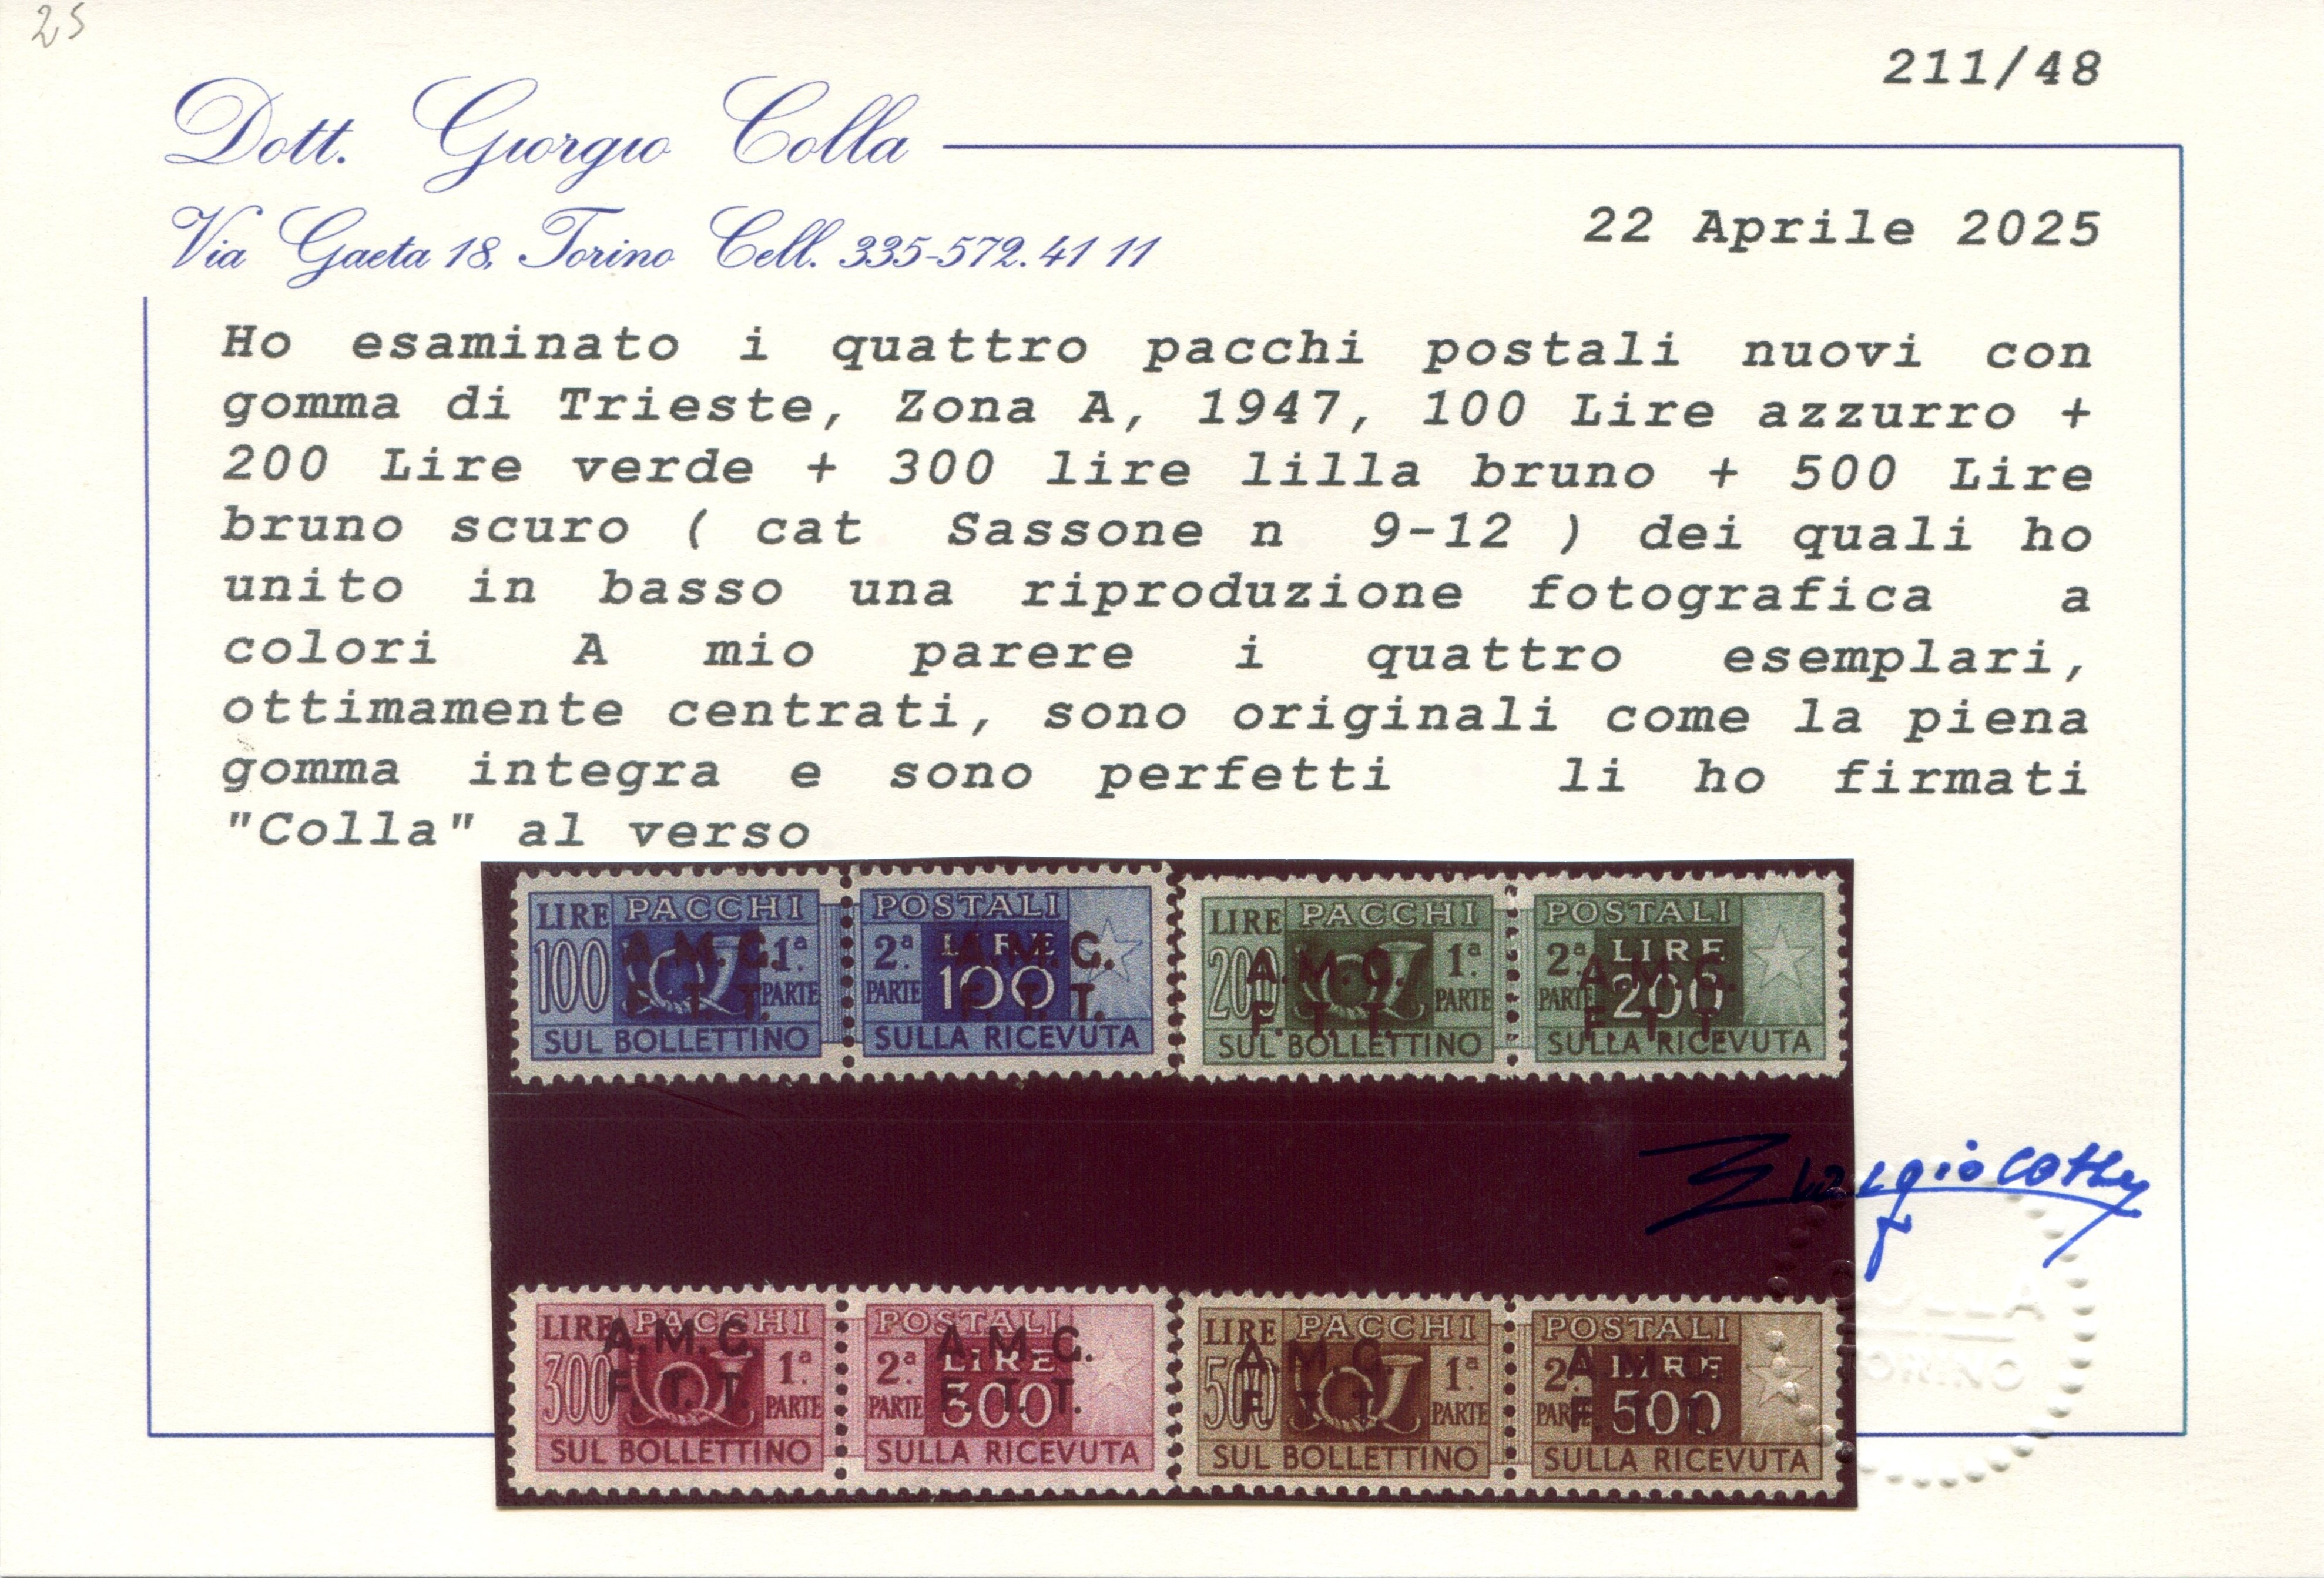 25
211/48
Dott. Giorgio Colla
Via Gaeta 18, Torino Cell. 335-572.41 11
22 Aprile 2025
Ho esaminato i quattro pacchi postali nuovi con
gomma di Trieste, Zona A, 1947, 100 Lire azzurro +
200 Lire verde + 300 lire lilla bruno + 500 Lire
bruno scuro ( cat Sassone n 9-12 ) dei quali ho
unito in basso una riproduzione fotografica a
colori A mio parere i quattro esemplari,
ottimamente centrati, sono originali come la piena
gomma integra e sono perfetti li ho firmati
"Colla" al verso
LIRE PACCHI
100 1ª PARTE
A.M.G.
F.T.T.
SUL BOLLETTINO
POSTALI
2ª PARTE LIRE
100
A.M.G.
F.T.T.
SULLA RICEVUTA
LIRE PACCHI
200 1ª PARTE
A.M.G.
F.T.T.
SUL BOLLETTINO
POSTALI
2ª PARTE LIRE
200
A.M.G.
F.T.T.
SULLA RICEVUTA
Giorgio Colla
LIRE PACCHI
300 1ª PARTE
A.M.G.
F.T.T.
SUL BOLLETTINO
POSTALI
2ª PARTE LIRE
300
A.M.G.
F.T.T.
SULLA RICEVUTA
LIRE PACCHI
500 1ª PARTE
A.M.G.
F.T.T.
SUL BOLLETTINO
POSTALI
2ª PARTE LIRE
500
A.M.G.
F.T.T.
SULLA RICEVUTA